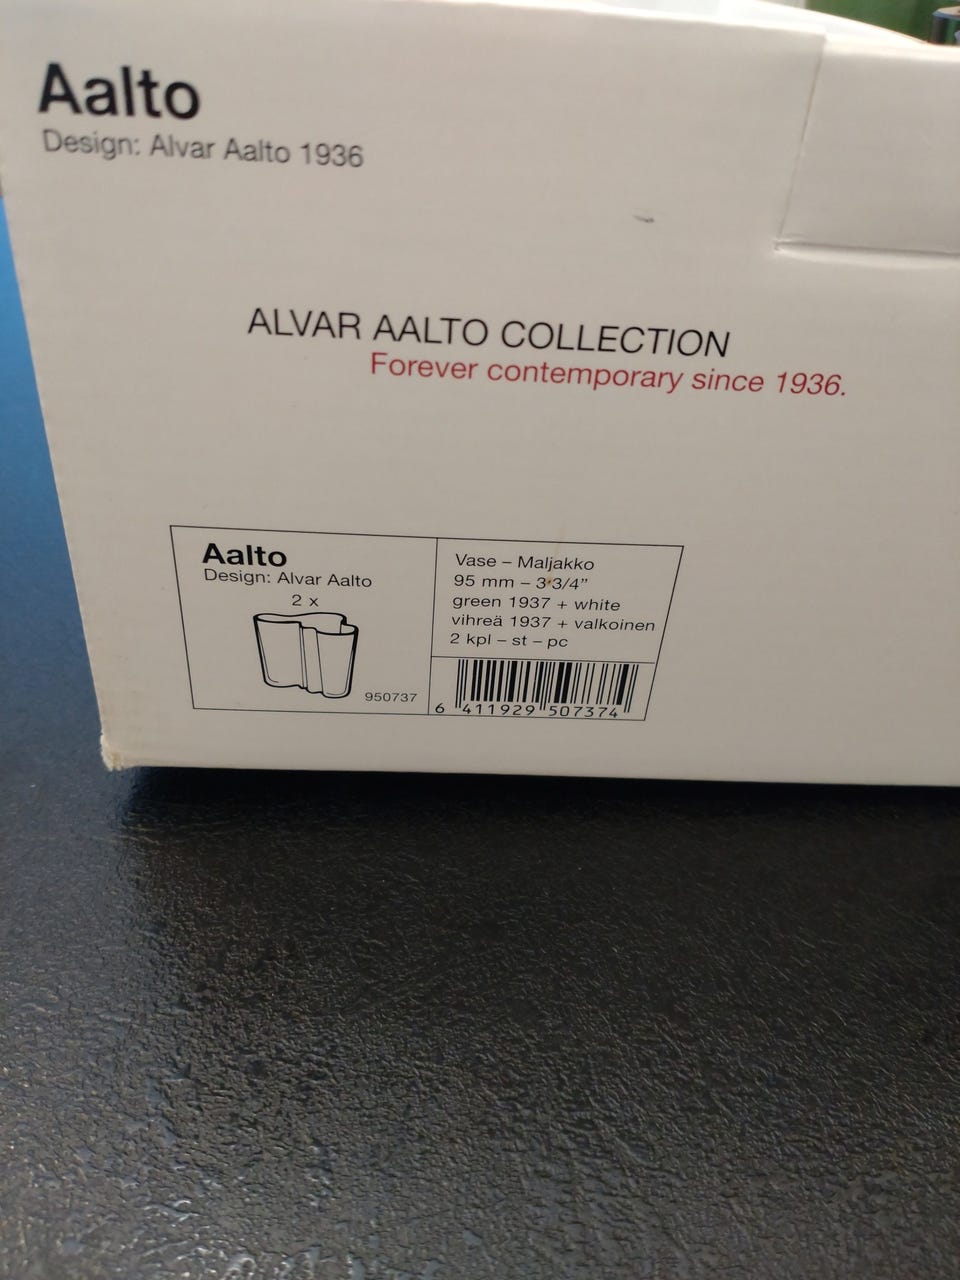 Aalto
Design: Alvar Aalto 1936
ALVAR AALTO COLLECTION
Forever contemporary since 1936.
Aalto
Design: Alvar Aalto
2 x
950737
Vase – Maljakko
95 mm – 3 3/4”
green 1937 + white
vihreä 1937 + valkoinen
2 kpl – st – pc
6 411929 507374